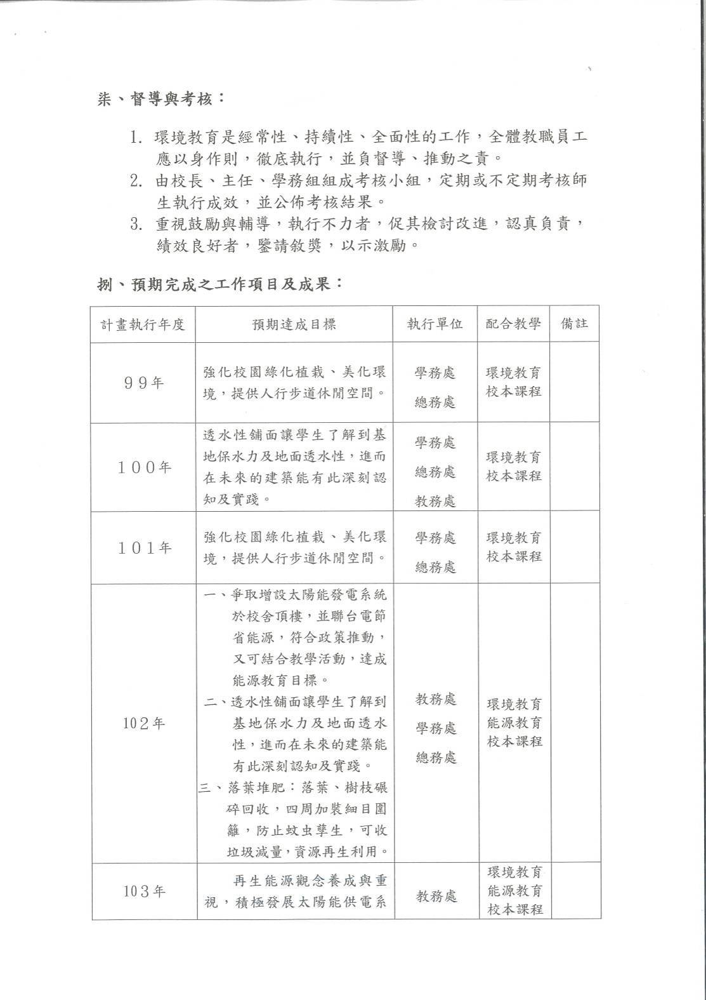 柒、督導與考核：
1. 環境教育是經常性、持續性、全面性的工作，全體教職員工
應以身作則，徹底執行，並負督導、推動之責。
2. 由校長、主任、學務組組成考核小組，定期或不定期考核師
生執行成效，並公佈考核結果。
3. 重視鼓勵與輔導，執行不力者，促其檢討改進，認真負責，
績效良好者，鑒請敘獎，以示激勵。
捌、預期完成之工作項目及成果：
計畫執行年度 預期達成目標 執行單位 配合教學 備註
９９年
強化校園綠化植栽、美化環
境，提供人行步道休閒空間。
學務處
總務處
環境教育
校本課程
１００年
透水性舖面讓學生了解到基
地保水力及地面透水性，進而
在未來的建築能有此深刻認
知及實踐。
學務處
總務處
教務處
環境教育
校本課程
１０１年
強化校園綠化植栽、美化環
境，提供人行步道休閒空間。
學務處
總務處
環境教育
校本課程
10２年
一、爭取增設太陽能發電系統
於校舍頂樓，並聯台電節
省能源，符合政策推動，
又可結合教學活動，達成
能源教育目標。
二、透水性舖面讓學生了解到
基地保水力及地面透水
性，進而在未來的建築能
有此深刻認知及實踐。
三、落葉堆肥：落葉、樹枝碾
碎回收，四周加裝細目圍
籬，防止蚊虫孳生，可收
垃圾減量，資源再生利用。
教務處
學務處
總務處
環境教育
能源教育
校本課程
10３年
再生能源觀念養成與重
視，積極發展太陽能供電系
教務處
環境教育
能源教育
校本課程